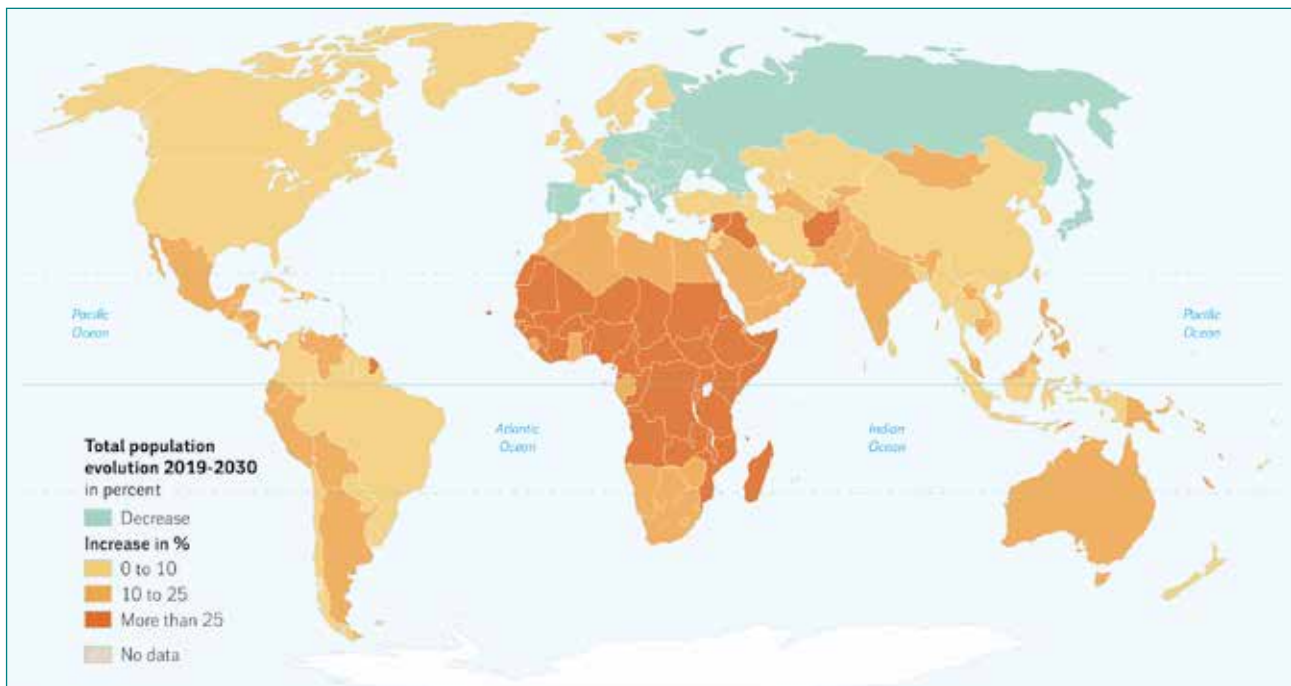 Pacific
Ocean
Pacific
Ocean
Atlantic
Ocean
Indian
Ocean
Total population
evolution 2019-2030
in percent
Decrease
Increase in %
0 to 10
10 to 25
More than 25
No data